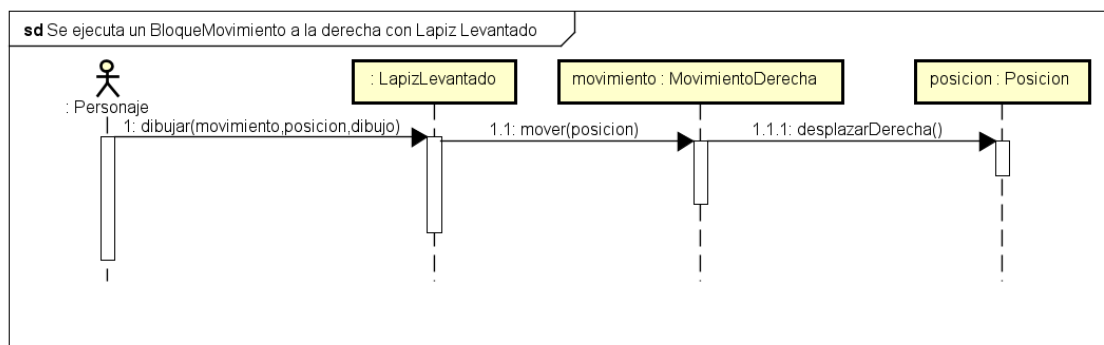 sd Se ejecuta un BloqueMovimiento a la derecha con Lapiz Levantado
: Personaje
: LapizLevantado
movimiento : MovimientoDerecha
posicion : Posicion
1: dibujar(movimiento,posicion,dibujo)
1.1: mover(posicion)
1.1.1: desplazarDerecha()